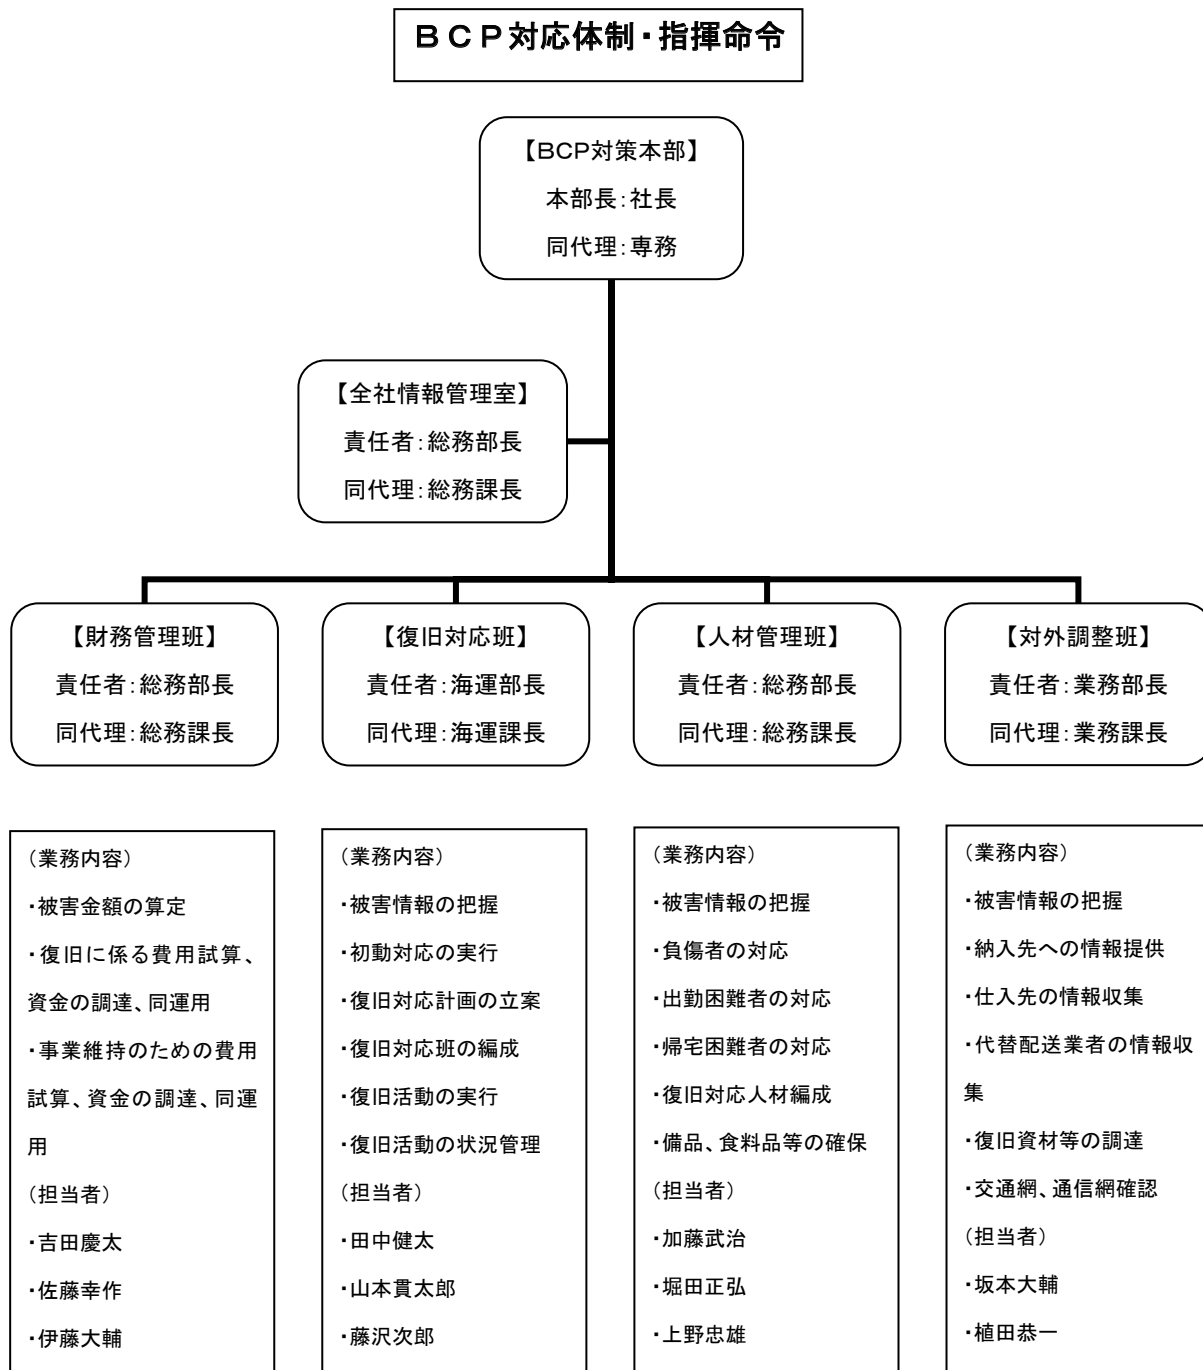 ＢＣＰ対応体制・指揮命令
【BCP対策本部】
本部長：社長
同代理：専務
【全社情報管理室】
責任者：総務部長
同代理：総務課長
【財務管理班】
責任者：総務部長
同代理：総務課長
【復旧対応班】
責任者：海運部長
同代理：海運課長
【人材管理班】
責任者：総務部長
同代理：総務課長
【対外調整班】
責任者：業務部長
同代理：業務課長
（業務内容）
・被害金額の算定
・復旧に係る費用試算、
資金の調達、同運用
・事業維持のための費用
試算、資金の調達、同運
用
（担当者）
・吉田慶太
・佐藤幸作
・伊藤大輔
（業務内容）
・被害情報の把握
・初動対応の実行
・復旧対応計画の立案
・復旧対応班の編成
・復旧活動の実行
・復旧活動の状況管理
（担当者）
・田中健太
・山本貫太郎
・藤沢次郎
（業務内容）
・被害情報の把握
・負傷者の対応
・出勤困難者の対応
・帰宅困難者の対応
・復旧対応人材編成
・備品、食料品等の確保
（担当者）
・加藤武治
・堀田正弘
・上野忠雄
（業務内容）
・被害情報の把握
・納入先への情報提供
・仕入先の情報収集
・代替配送業者の情報収
集
・復旧資材等の調達
・交通網、通信網確認
（担当者）
・坂本大輔
・植田恭一